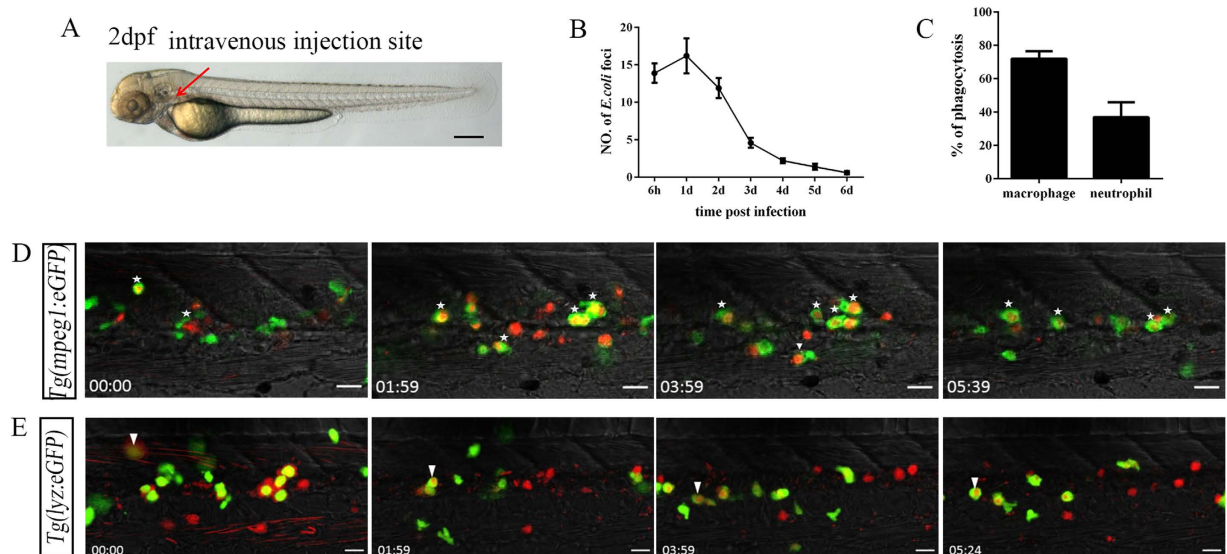 A
2dpf intravenous injection site
B
NO. of E.coli foci
20
15
10
5
0
6h 1d 2d 3d 4d 5d 6d
time post infection
C
% of phagocytosis
100
80
60
40
20
0
macrophage neutrophil
D
Tg(mpeg1:eGFP)
00:00
01:59
03:59
05:39
E
Tg(lyz:eGFP)
00:00
01:59
03:59
05:24